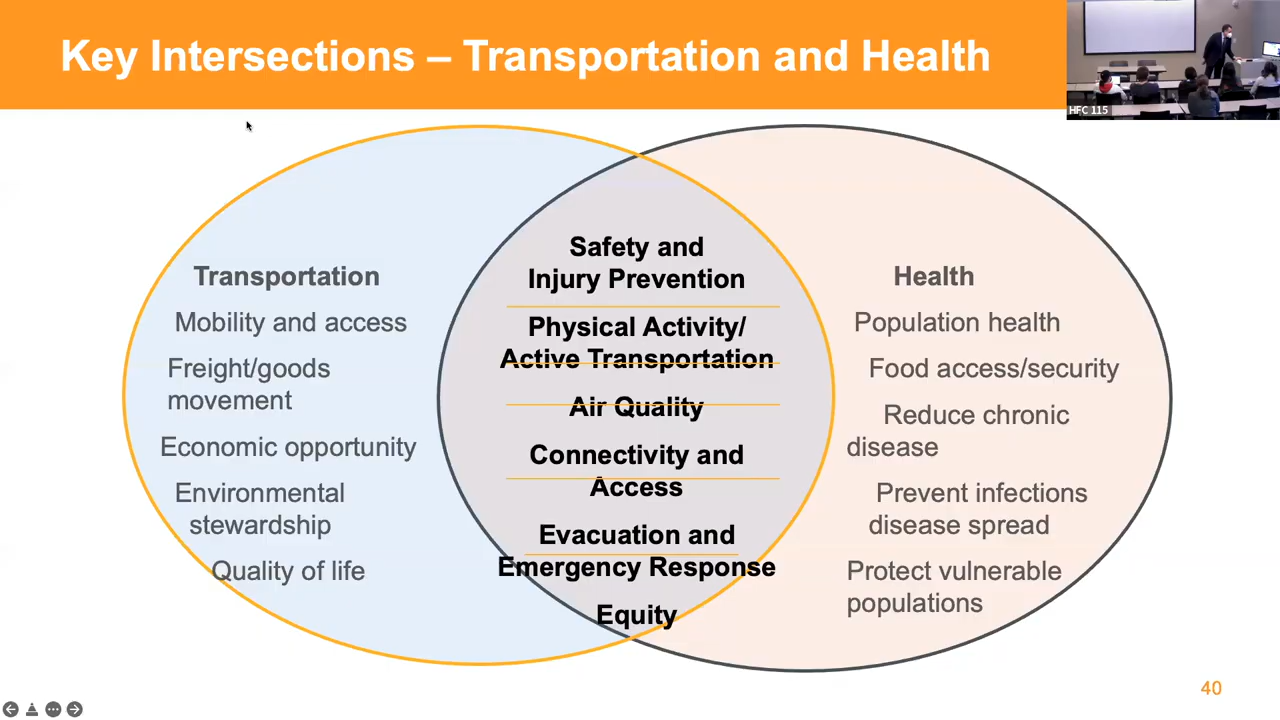 Key Intersections – Transportation and Health
HFC 115
Transportation
Mobility and access
Freight/goods
movement
Economic opportunity
Environmental
stewardship
Quality of life
Safety and
Injury Prevention
Physical Activity/
Active Transportation
Air Quality
Connectivity and
Access
Evacuation and
Emergency Response
Equity
Health
Population health
Food access/security
Reduce chronic
disease
Prevent infections
disease spread
Protect vulnerable
populations
40